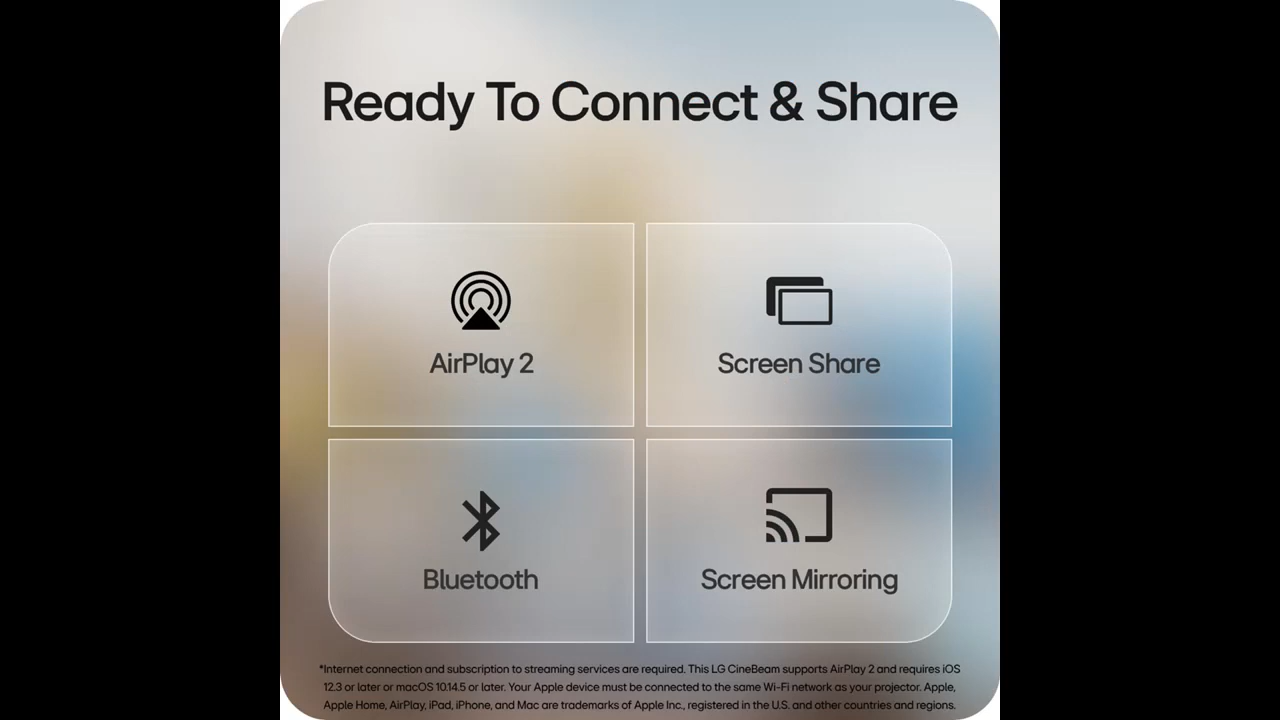 Ready To Connect & Share
AirPlay 2
Screen Share
Bluetooth
Screen Mirroring
*Internet connection and subscription to streaming services are required. This LG CineBeam supports AirPlay 2 and requires iOS
12.3 or later or macOS 10.14.5 or later. Your Apple device must be connected to the same Wi-Fi network as your projector. Apple,
Apple Home, AirPlay, iPad, iPhone, and Mac are trademarks of Apple Inc., registered in the U.S. and other countries and regions.